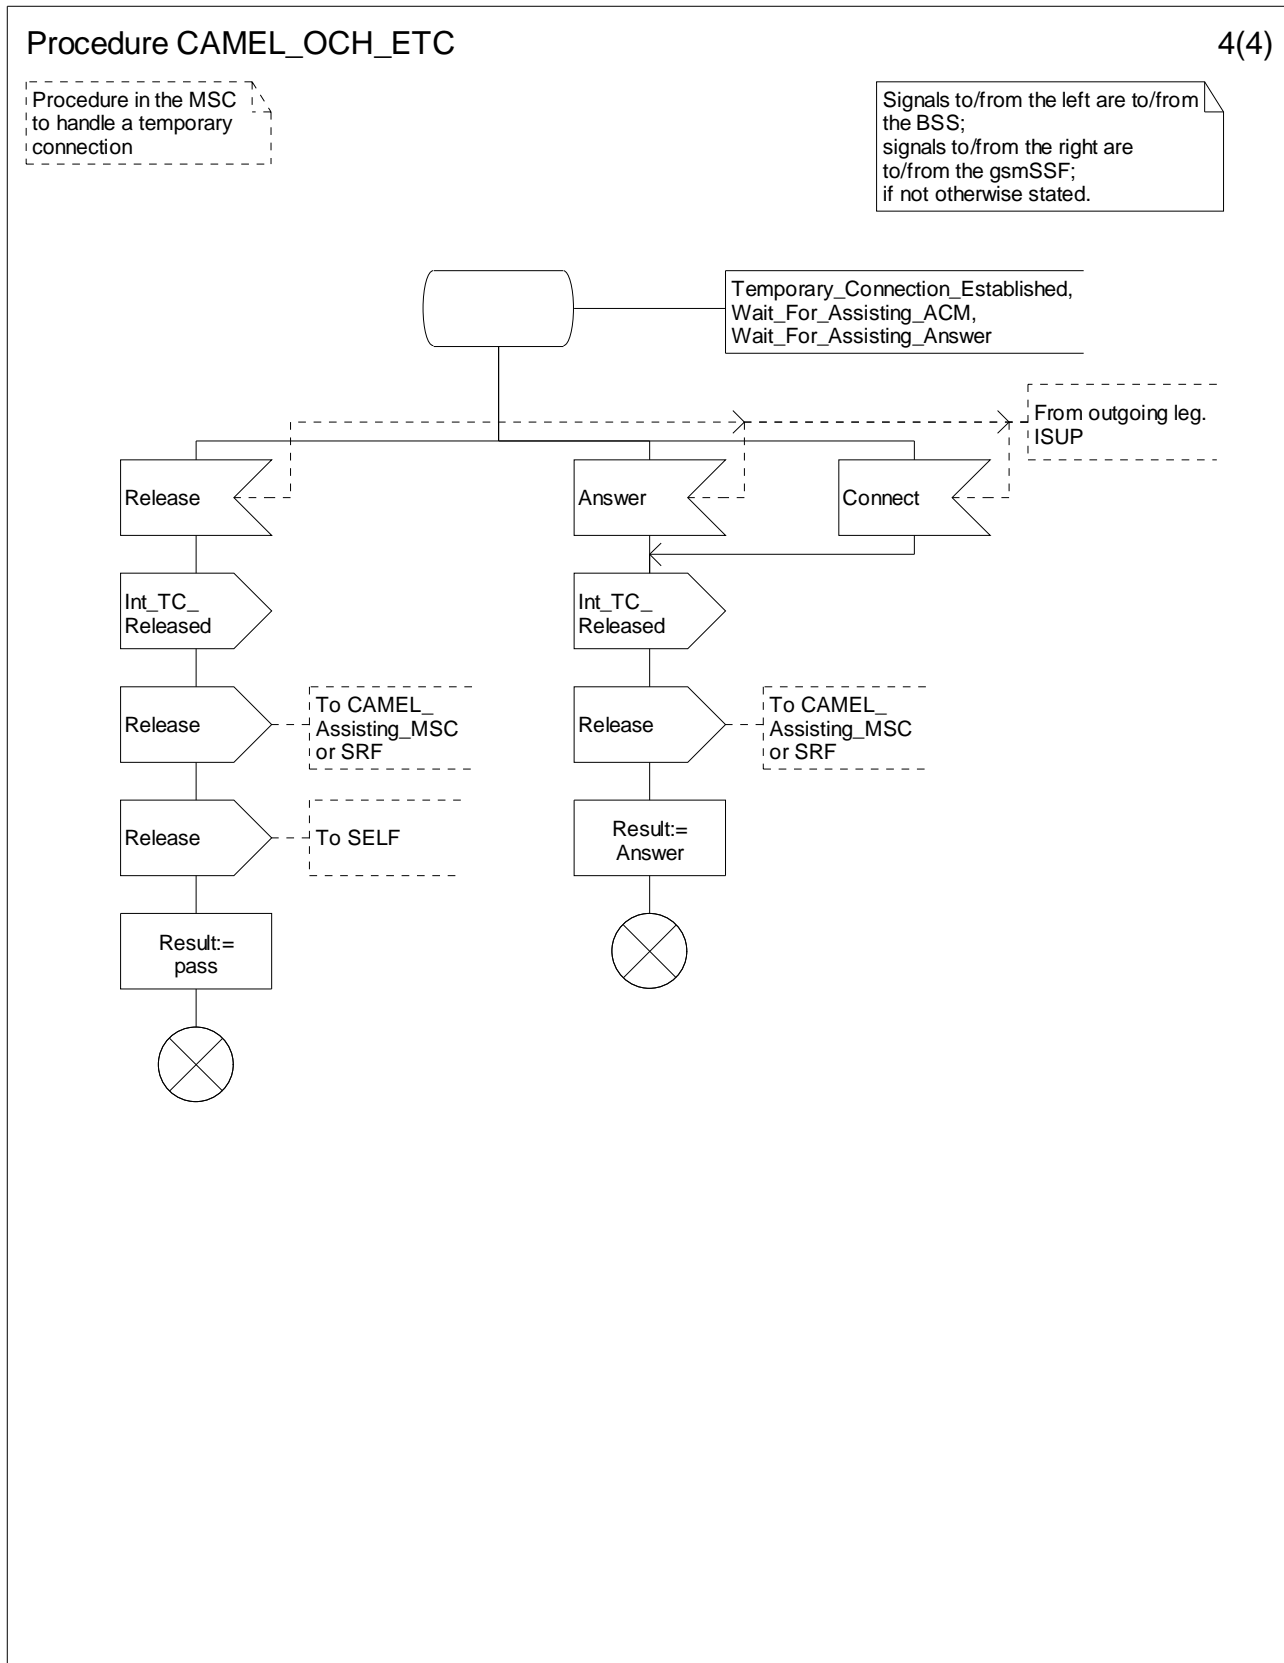 Procedure CAMEL_OCH_ETC
4(4)
Procedure in the MSC
to handle a temporary
connection
Signals to/from the left are to/from
the BSS;
signals to/from the right are
to/from the gsmSSF;
if not otherwise stated.
Temporary_Connection_Established,
Wait_For_Assisting_ACM,
Wait_For_Assisting_Answer
From outgoing leg.
ISUP
Release
Answer
Connect
Int_TC_
Released
Int_TC_
Released
Release
To CAMEL_
Assisting_MSC
or SRF
Release
To CAMEL_
Assisting_MSC
or SRF
Release
To SELF
Result:=
Answer
Result:=
pass